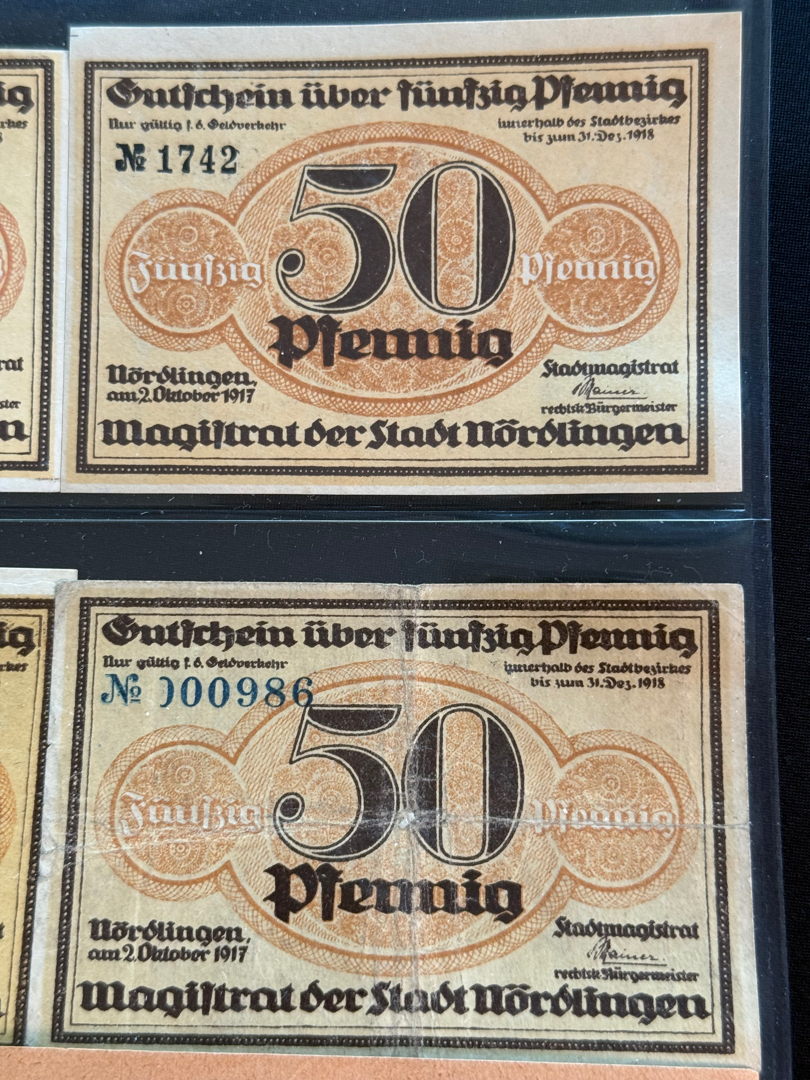 Gutschein über fünfzig Pfennig
Nur gültig f. d. Geldverkehr
innerhalb des Stadtbezirkes
bis zum 31. Dez. 1918
№ 1742
50
Fünfzig
Pfennig
Pfennig
Nördlingen,
am 2. Oktober 1917
Stadtmagistrat
Mainer
rechtsk. Bürgermeister
Magistrat der Stadt Nördlingen
Gutschein über fünfzig Pfennig
Nur gültig f. d. Geldverkehr
innerhalb des Stadtbezirkes
bis zum 31. Dez. 1918
№ 000986
50
Fünfzig
Pfennig
Pfennig
Nördlingen,
am 2. Oktober 1917
Stadtmagistrat
Mainer
rechtsk. Bürgermeister
Magistrat der Stadt Nördlingen